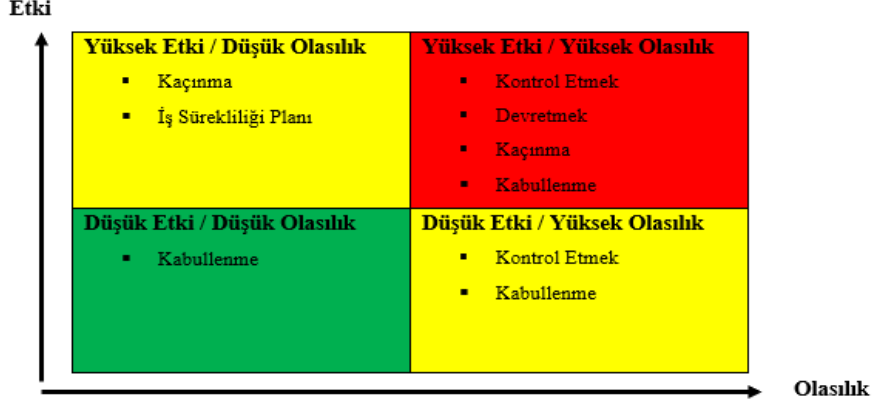 Etki
Yüksek Etki / Düşük Olasılık
▪ Kaçınma
▪ İş Sürekliliği Planı
Yüksek Etki / Yüksek Olasılık
▪ Kontrol Etmek
▪ Devretmek
▪ Kaçınma
▪ Kabullenme
Düşük Etki / Düşük Olasılık
▪ Kabullenme
Düşük Etki / Yüksek Olasılık
▪ Kontrol Etmek
▪ Kabullenme
Olasılık